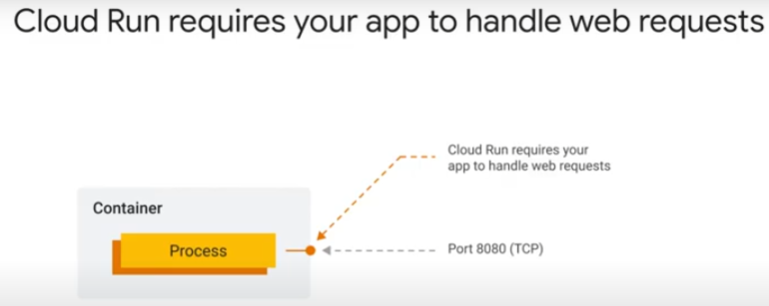 Cloud Run requires your app to handle web requests
Cloud Run requires your
app to handle web requests
Container
Process
Port 8080 (TCP)